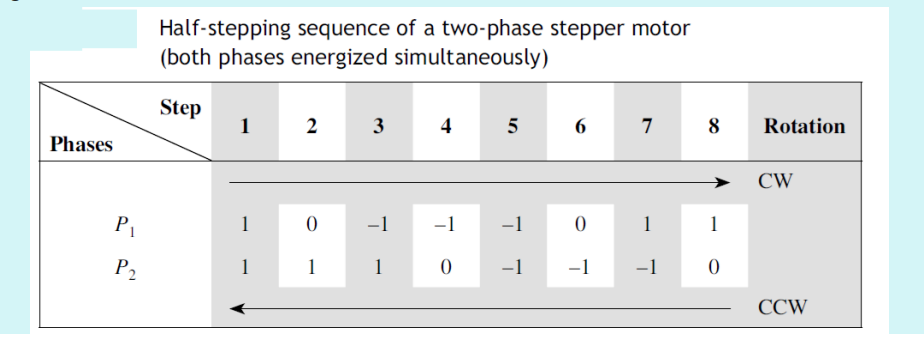 Half-stepping sequence of a two-phase stepper motor
(both phases energized simultaneously)
Step
Phases
1 2 3 4 5 6 7 8 Rotation
CW
P1 1 0 –1 –1 –1 0 1 1
P2 1 1 1 0 –1 –1 –1 0
CCW